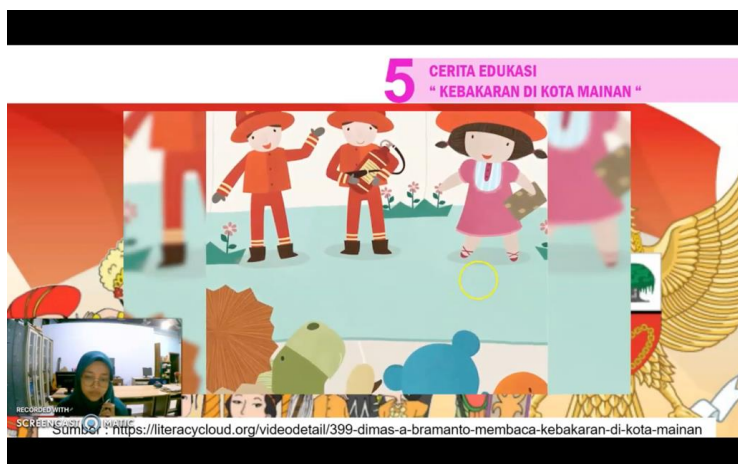 5
CERITA EDUKASI
“ KEBAKARAN DI KOTA MAINAN “
RECORDED WITH
SCREENCAST MATIC
Sumber : https://literacycloud.org/videodetail/399-dimas-a-bramanto-membaca-kebakaran-di-kota-mainan